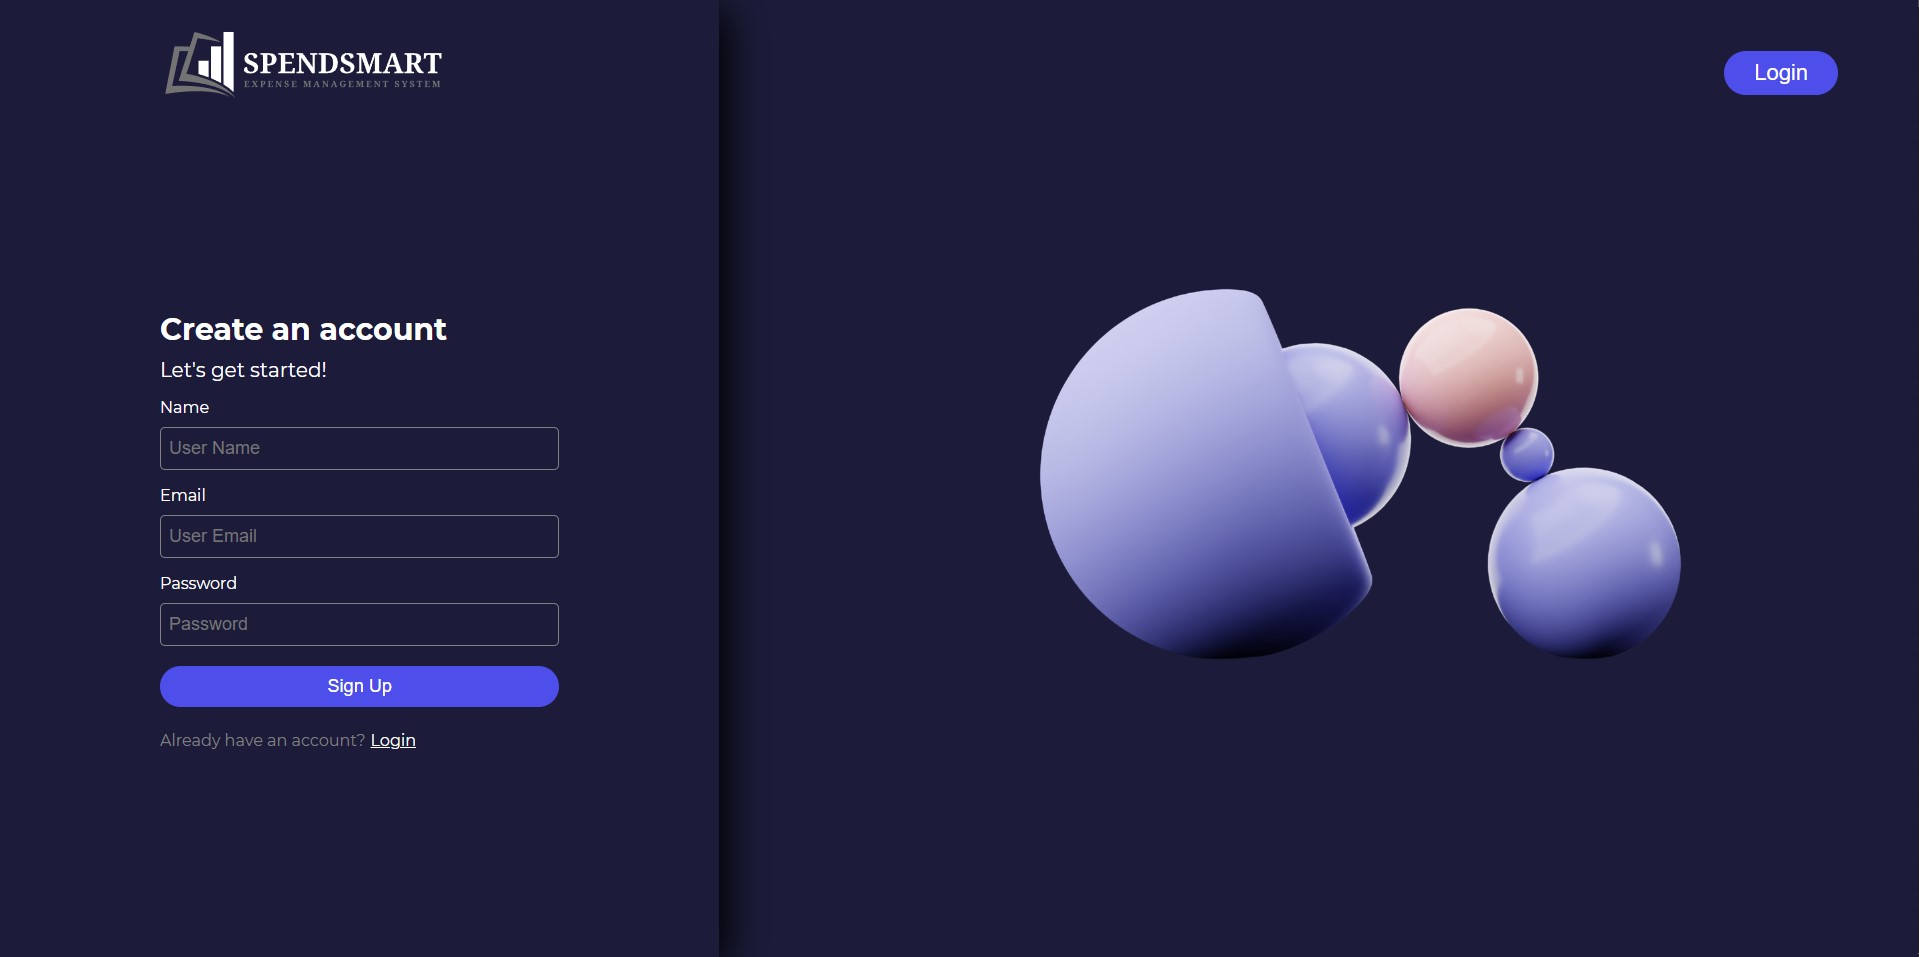 SPENDSMART
EXPENSE MANAGEMENT SYSTEM
Login
Create an account
Let's get started!
Name
User Name
Email
User Email
Password
Password
Sign Up
Already have an account? Login